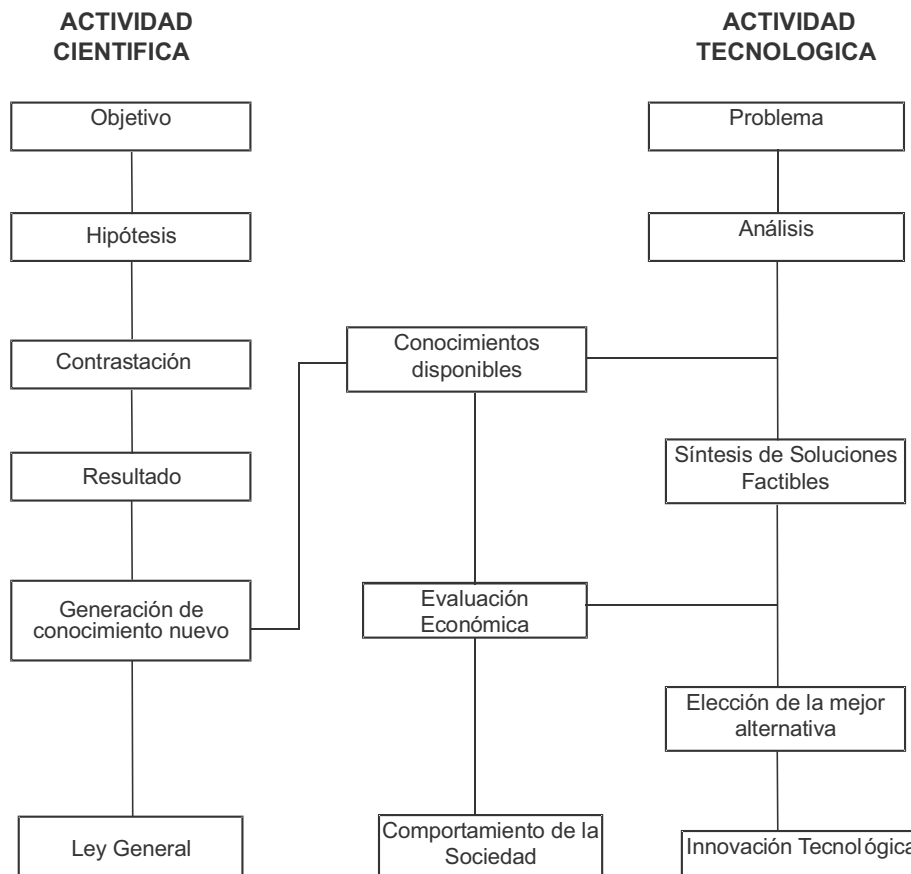 ACTIVIDAD
CIENTIFICA
ACTIVIDAD
TECNOLOGICA
Objetivo
Problema
Hipótesis
Análisis
Contrastación
Conocimientos
disponibles
Resultado
Síntesis de Soluciones
Factibles
Generación de
conocimiento nuevo
Evaluación
Económica
Elección de la mejor
alternativa
Ley General
Comportamiento de la
Sociedad
Innovación Tecnológica